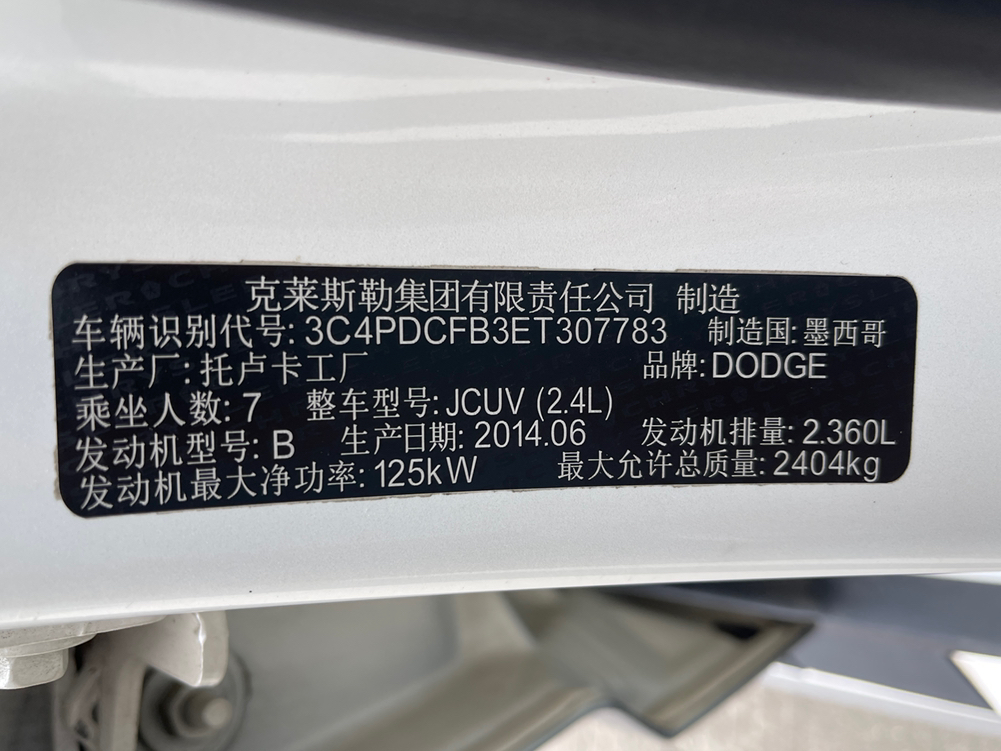 克莱斯勒集团有限责任公司 制造
车辆识别代号: 3C4PDCFB3ET307783 制造国: 墨西哥
生产厂: 托卢卡工厂 品牌: DODGE
乘坐人数: 7 整车型号: JCUV (2.4L)
发动机型号: B 生产日期: 2014.06 发动机排量: 2.360L
发动机最大净功率: 125kW 最大允许总质量: 2404kg